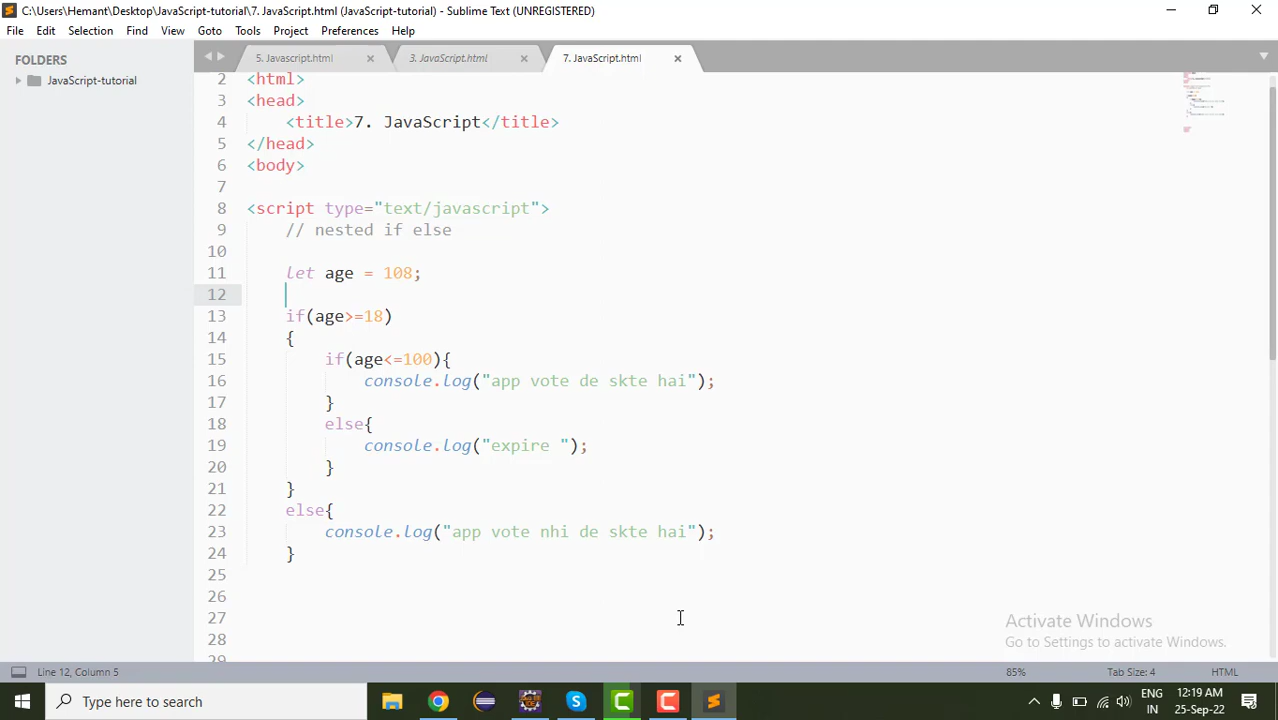 C:\Users\Hemant\Desktop\JavaScript-tutorial\7. JavaScript.html (JavaScript-tutorial) - Sublime Text (UNREGISTERED)
File Edit Selection Find View Goto Tools Project Preferences Help
FOLDERS
JavaScript-tutorial
5. Javascript.html 3. JavaScript.html 7. JavaScript.html
2 <html>
3 <head>
4 <title>7. JavaScript</title>
5 </head>
6 <body>
7
8 <script type="text/javascript">
9 // nested if else
10
11 let age = 108;
12
13 if(age>=18)
14 {
15 if(age<=100){
16 console.log("app vote de skte hai");
17 }
18 else{
19 console.log("expire ");
20 }
21 }
22 else{
23 console.log("app vote nhi de skte hai");
24 }
25
26
27
28
29
Activate Windows
Go to Settings to activate Windows.
Line 12, Column 5 85% Tab Size: 4 HTML
Type here to search
ENG
IN
12:19 AM
25-Sep-22